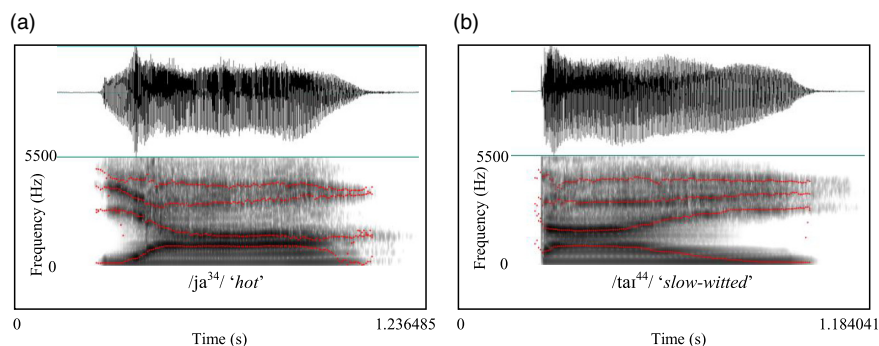 (a)
5500
Frequency (Hz)
0
/ja³⁴/ ‘hot’
0
1.236485
Time (s)
(b)
5500
Frequency (Hz)
0
/taɪ⁴⁴/ ‘slow-witted’
0
1.184041
Time (s)